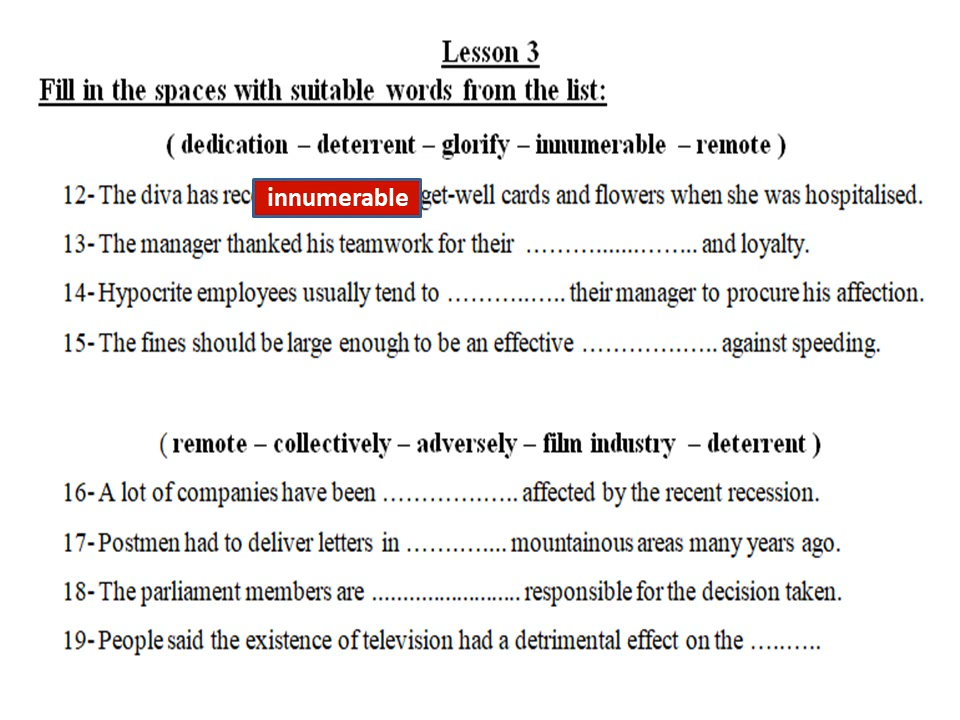 Lesson 3
Fill in the spaces with suitable words from the list:
( dedication – deterrent – glorify – innumerable – remote )
12- The diva has rec innumerable get-well cards and flowers when she was hospitalised.
13- The manager thanked his teamwork for their ……….......…….. and loyalty.
14- Hypocrite employees usually tend to ………..….. their manager to procure his affection.
15- The fines should be large enough to be an effective ………….….. against speeding.
( remote – collectively – adversely – film industry – deterrent )
16- A lot of companies have been ………….….. affected by the recent recession.
17- Postmen had to deliver letters in …….…... mountainous areas many years ago.
18- The parliament members are ......................... responsible for the decision taken.
19- People said the existence of television had a detrimental effect on the …..…..